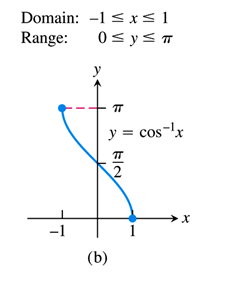 Domain: –1 ≤ x ≤ 1
Range: 0 ≤ y ≤ π
y
π
y = cos⁻¹x
π/2
x
–1
1
(b)